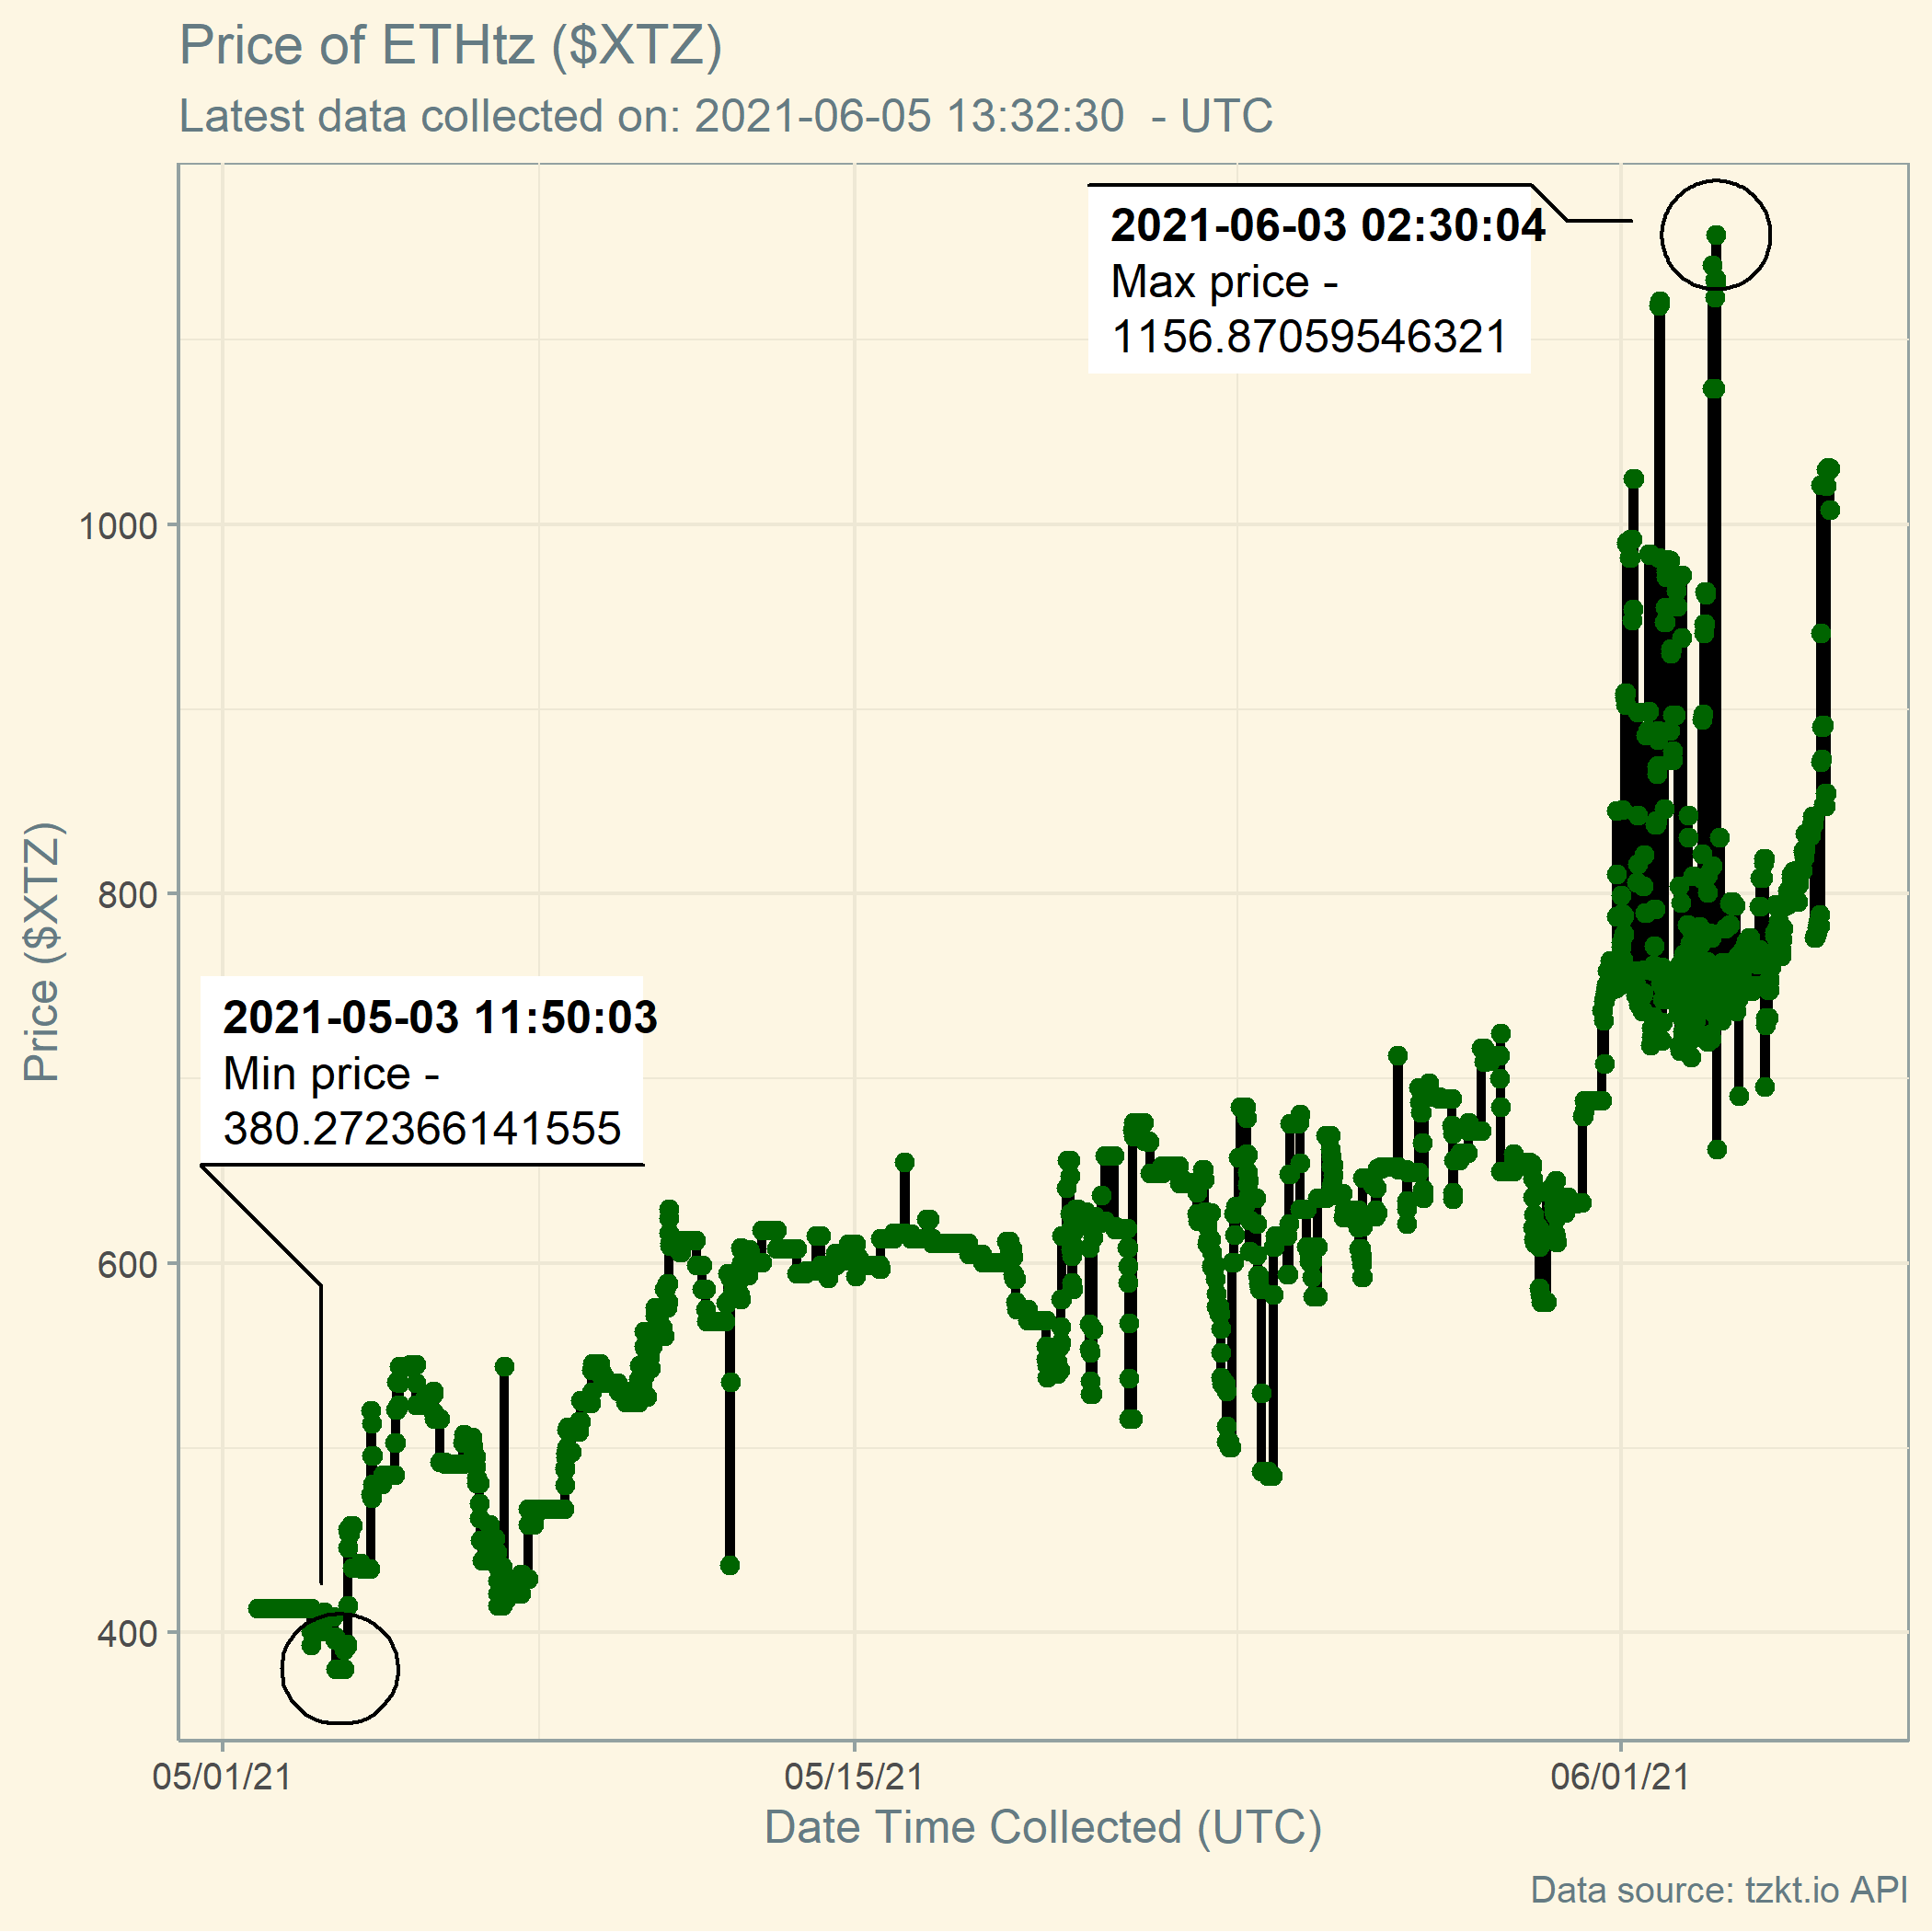 Price of ETHtz ($XTZ)
Latest data collected on: 2021-06-05 13:32:30  - UTC
2021-06-03 02:30:04
Max price -
1156.87059546321
1000
800
600
400
Price ($XTZ)
2021-05-03 11:50:03
Min price -
380.272366141555
05/01/21
05/15/21
06/01/21
Date Time Collected (UTC)
Data source: tzkt.io API